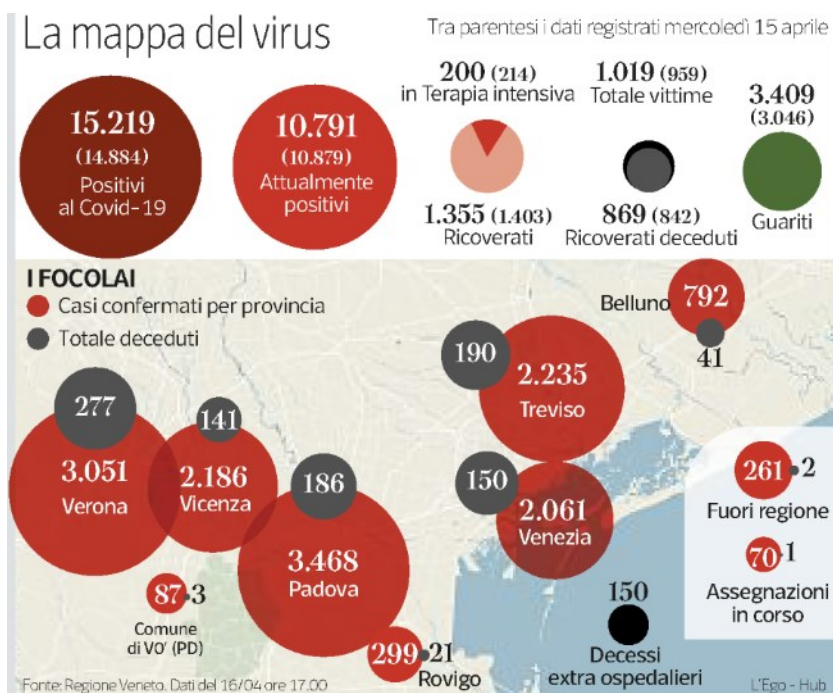 La mappa del virus
Tra parentesi i dati registrati mercoledì 15 aprile
15.219
(14.884)
Positivi
al Covid-19
10.791
(10.879)
Attualmente
positivi
200 (214)
in Terapia intensiva
1.355 (1.403)
Ricoverati
1.019 (959)
Totale vittime
869 (842)
Ricoverati deceduti
3.409
(3.046)
Guariti
I FOCOLAI
Casi confermati per provincia
Totale deceduti
Belluno
792
41
190
2.235
Treviso
277
3.051
Verona
141
2.186
Vicenza
186
3.468
Padova
150
2.061
Venezia
261 2
Fuori regione
70 1
Assegnazioni
in corso
87 3
Comune
di VO' (PD)
299 21
Rovigo
150
Decessi
extra ospedalieri
Fonte: Regione Veneto. Dati del 16/04 ore 17.00
L'Ego - Hub